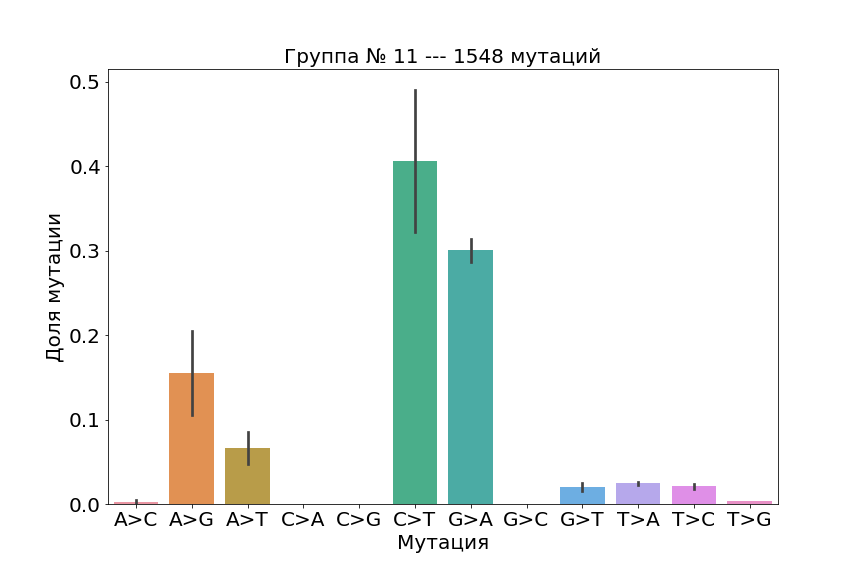 Группа № 11 --- 1548 мутаций
Доля мутации
0.5
0.4
0.3
0.2
0.1
0.0
A>C A>G A>T C>A C>G C>T G>A G>C G>T T>A T>C T>G
Мутация